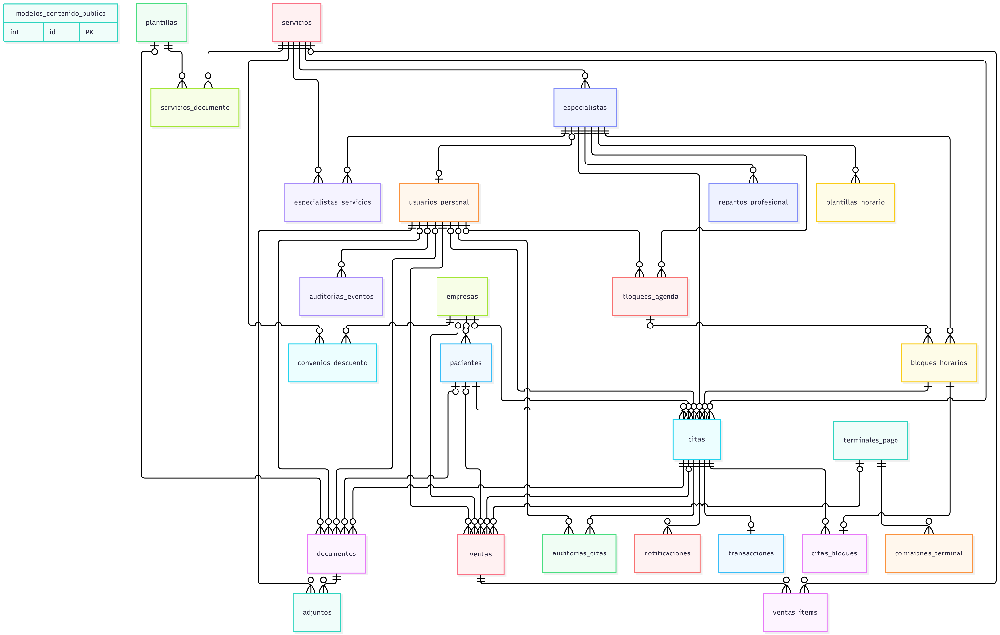 modelos_contenido_publico
int id PK
plantillas
servicios
servicios_documento
especialistas
especialistas_servicios
usuarios_personal
repartos_profesional
plantillas_horario
auditorias_eventos
empresas
bloqueos_agenda
convenios_descuento
pacientes
bloques_horarios
citas
terminales_pago
documentos
ventas
auditorias_citas
notificaciones
transacciones
citas_bloques
comisiones_terminal
adjuntos
ventas_items